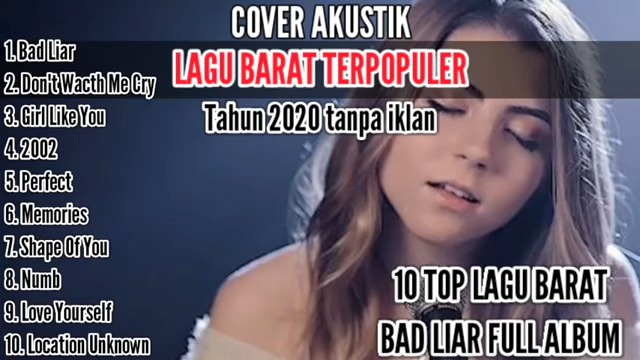 COVER AKUSTIK
LAGU BARAT TERPOPULER
Tahun 2020 tanpa iklan
1. Bad Liar
2. Don't Wacth Me Cry
3. Girl Like You
4. 2002
5. Perfect
6. Memories
7. Shape Of You
8. Numb
9. Love Yourself
10. Location Unknown
10 TOP LAGU BARAT
BAD LIAR FULL ALBUM